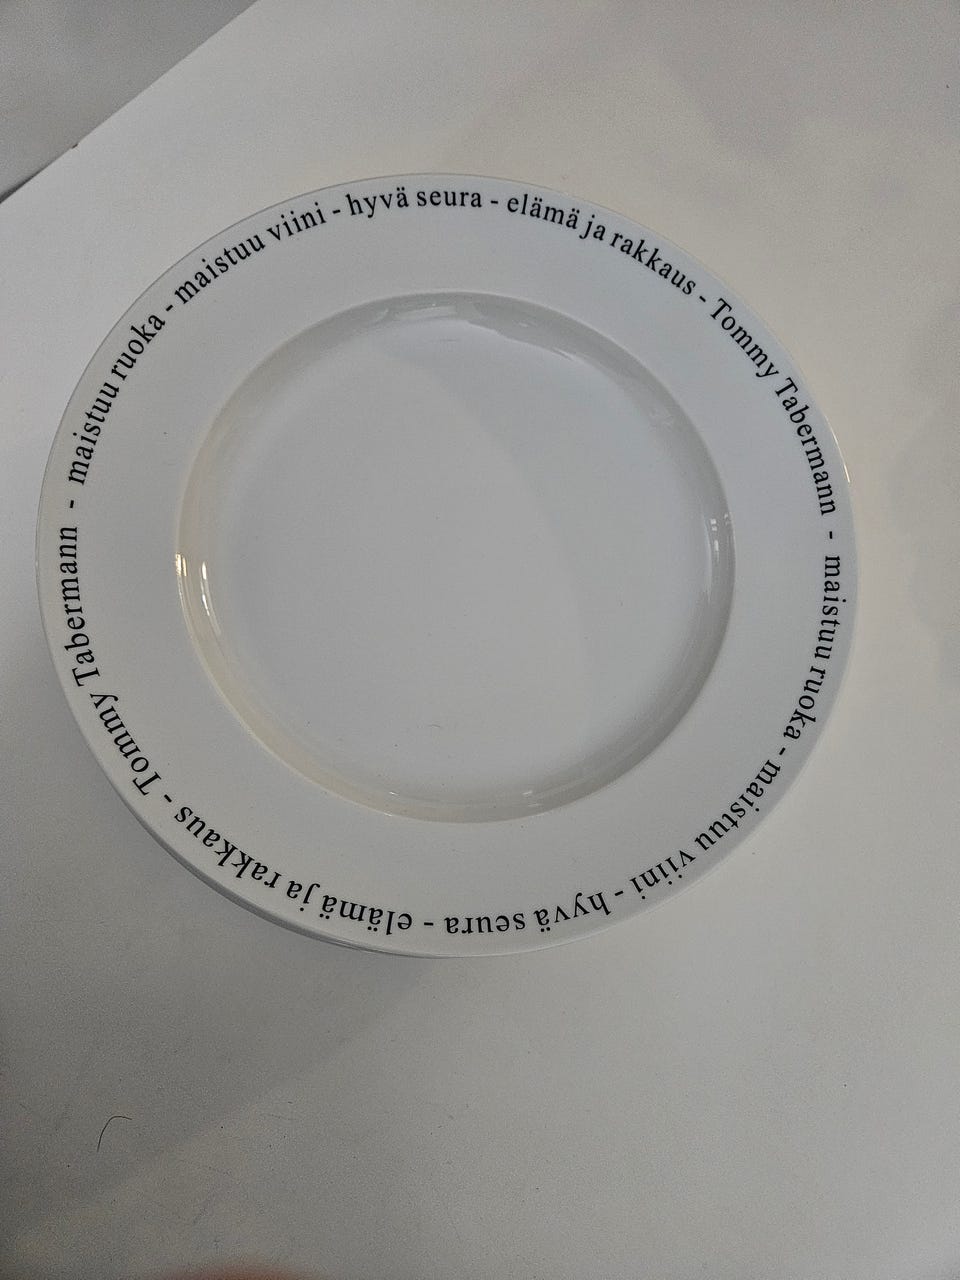 maistuu ruoka - maistuu viini - hyvä seura - elämä ja rakkaus - Tommy Tabermann - maistuu ruoka - maistuu viini - hyvä seura - elämä ja rakkaus - Tommy Tabermann -